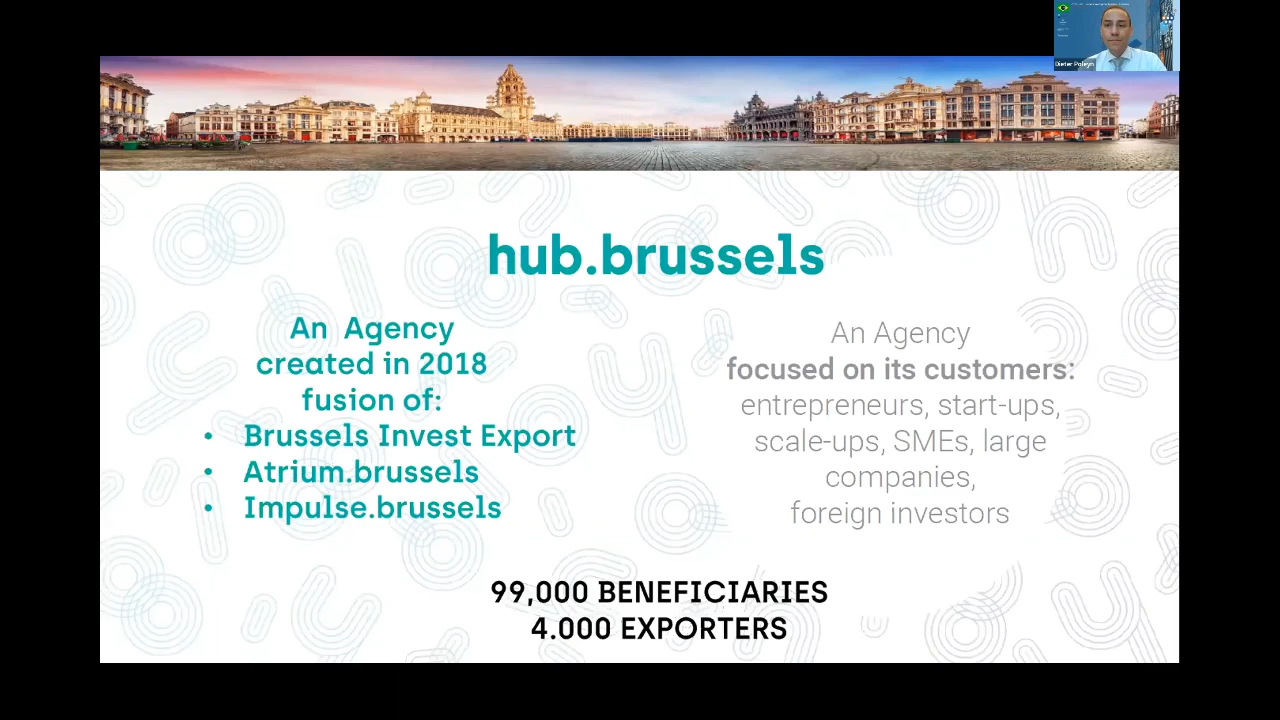 Dieter Poleyn
hub.brussels
An Agency
created in 2018
fusion of:
• Brussels Invest Export
• Atrium.brussels
• Impulse.brussels
An Agency
focused on its customers:
entrepreneurs, start-ups,
scale-ups, SMEs, large
companies,
foreign investors
99,000 BENEFICIARIES
4.000 EXPORTERS